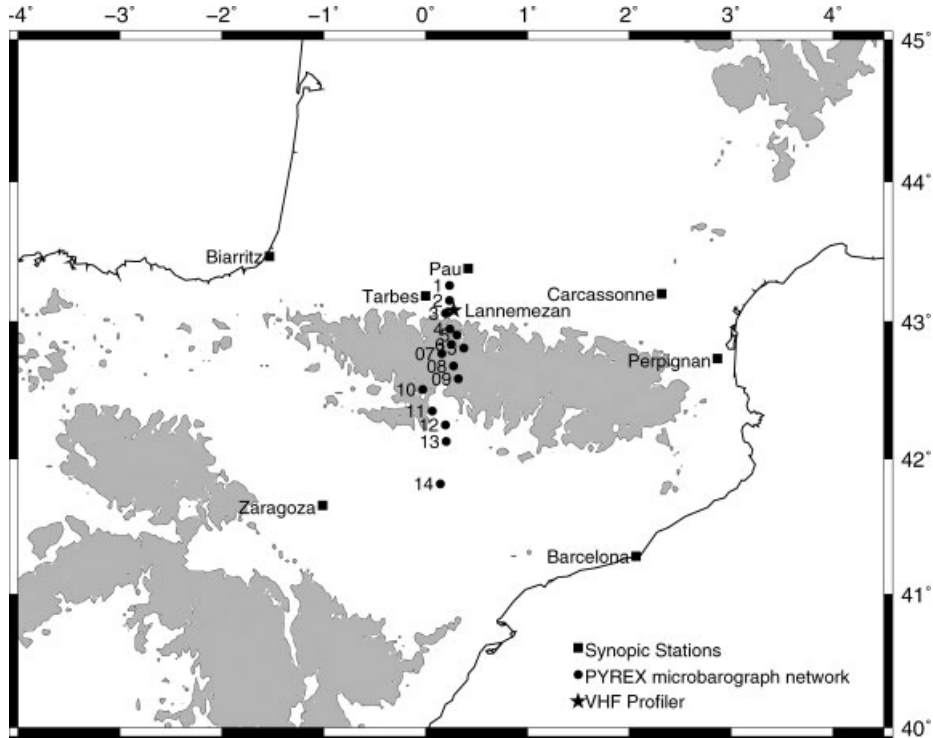 −4˚ −3˚ −2˚ −1˚ 0˚ 1˚ 2˚ 3˚ 4˚
45˚
44˚
Biarritz
Pau
1
Tarbes
2
Carcassonne
3
Lannemezan
43˚
4
5
6
07
Perpignan
08
09
10
11
12
13
42˚
14
Zaragoza
Barcelona
41˚
Synopic Stations
PYREX microbarograph network
VHF Profiler
40˚